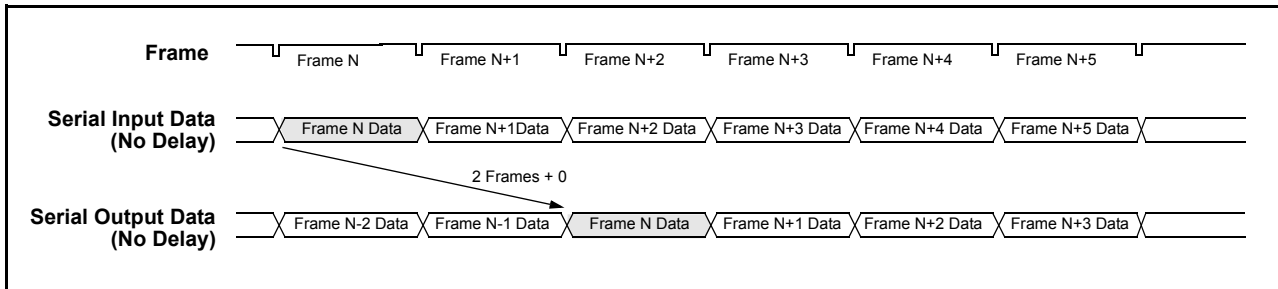 Frame
Frame N
Frame N+1
Frame N+2
Frame N+3
Frame N+4
Frame N+5
Serial Input Data
(No Delay)
Frame N Data
Frame N+1Data
Frame N+2 Data
Frame N+3 Data
Frame N+4 Data
Frame N+5 Data
2 Frames + 0
Serial Output Data
(No Delay)
Frame N-2 Data
Frame N-1 Data
Frame N Data
Frame N+1 Data
Frame N+2 Data
Frame N+3 Data